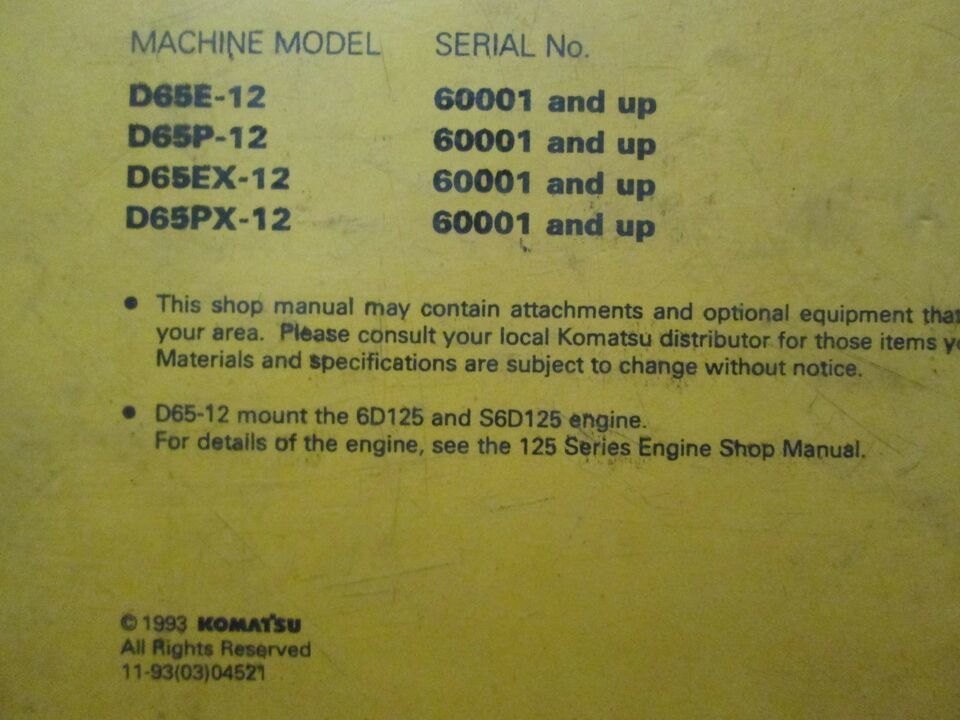 MACHINE MODEL SERIAL No.
D65E-12 60001 and up
D65P-12 60001 and up
D65EX-12 60001 and up
D65PX-12 60001 and up
● This shop manual may contain attachments and optional equipment that
your area. Please consult your local Komatsu distributor for those items
Materials and specifications are subject to change without notice.
● D65-12 mount the 6D125 and S6D125 engine.
For details of the engine, see the 125 Series Engine Shop Manual.
© 1993 KOMATSU
All Rights Reserved
11-93(03)04521